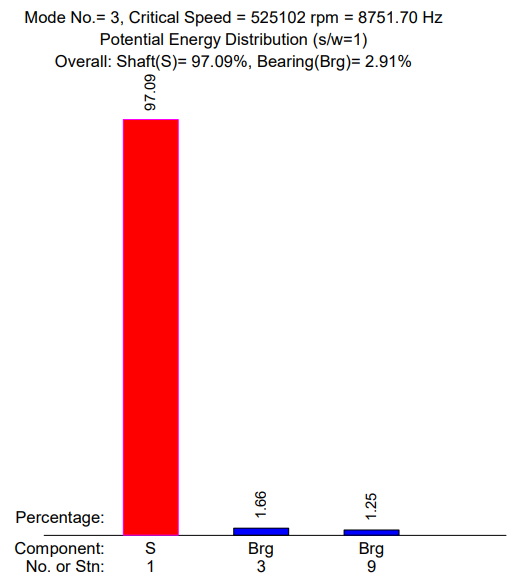 Mode No.= 3, Critical Speed = 525102 rpm = 8751.70 Hz
Potential Energy Distribution (s/w=1)
Overall: Shaft(S)= 97.09%, Bearing(Brg)= 2.91%
97.09
Percentage: 1.66 1.25
Component: S Brg Brg
No. or Stn: 1 3 9